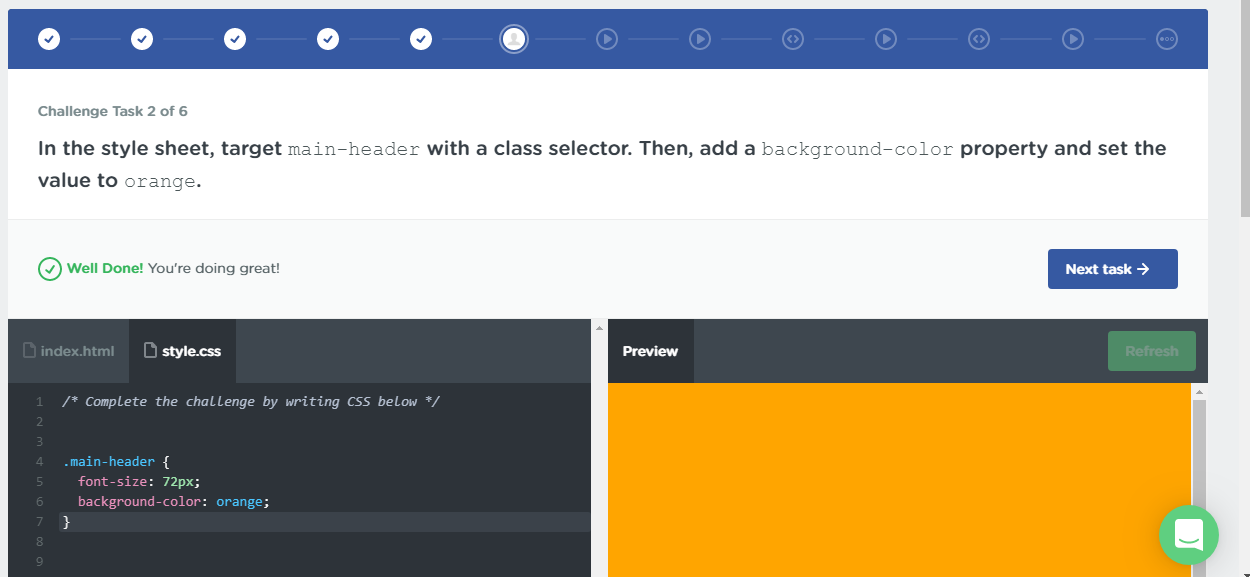 Challenge Task 2 of 6
In the style sheet, target main-header with a class selector. Then, add a background-color property and set the
value to orange.
Well Done! You're doing great!
Next task →
index.html
style.css
Preview
Refresh
1 /* Complete the challenge by writing CSS below */
2
3
4 .main-header {
5 font-size: 72px;
6 background-color: orange;
7 }
8
9